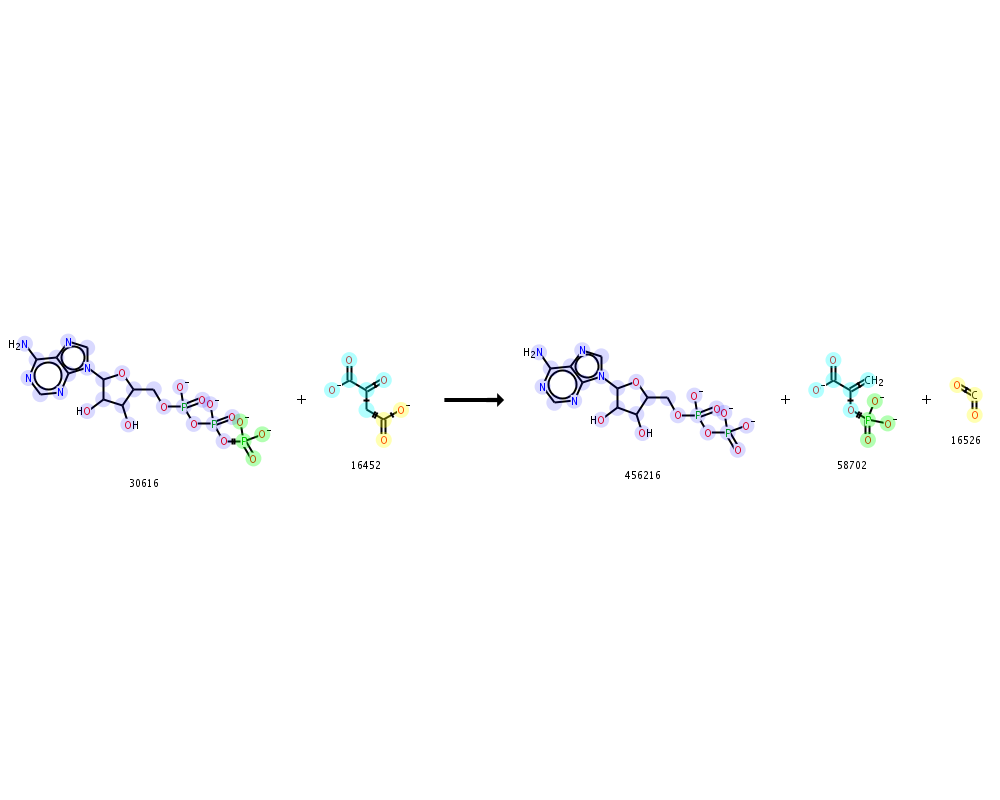 30616
+
16452
456216
+
58702
+
16526
H2N N N N N O HO OH O P O O- O P O O- O P O O- O-
O O- O O O-
H2N N N N N O HO OH O P O O- O P O O- O-
O O- CH2 O P O O- O-
O C O